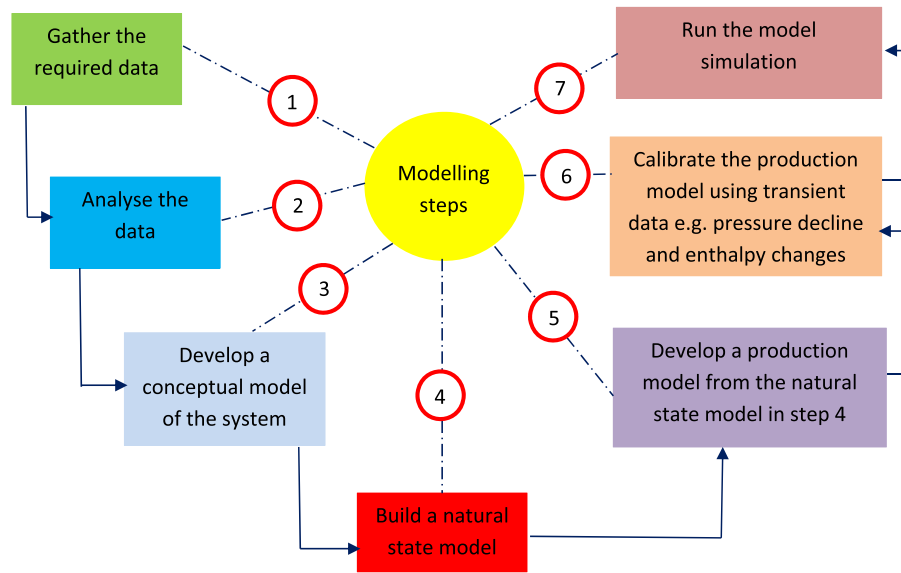 Modelling
steps
1
Gather the
required data
2
Analyse the
data
3
Develop a
conceptual model
of the system
4
Build a natural
state model
5
Develop a production
model from the natural
state model in step 4
6
Calibrate the production
model using transient
data e.g. pressure decline
and enthalpy changes
7
Run the model
simulation